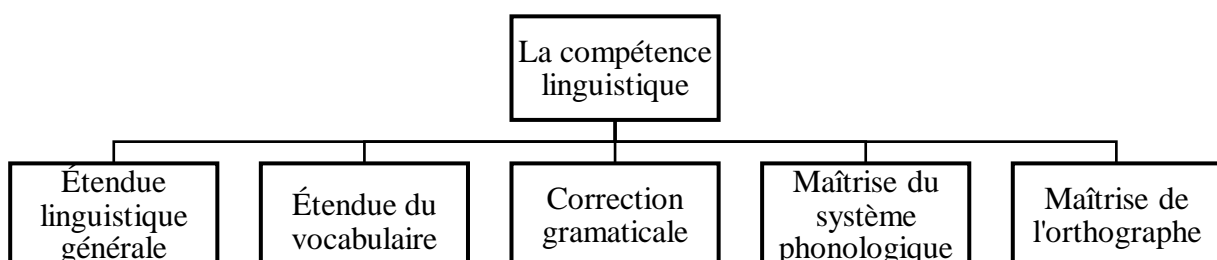 La compétence
linguistique
Étendue
linguistique
générale
Étendue du
vocabulaire
Correction
gramaticale
Maîtrise du
système
phonologique
Maîtrise de
l'orthographe